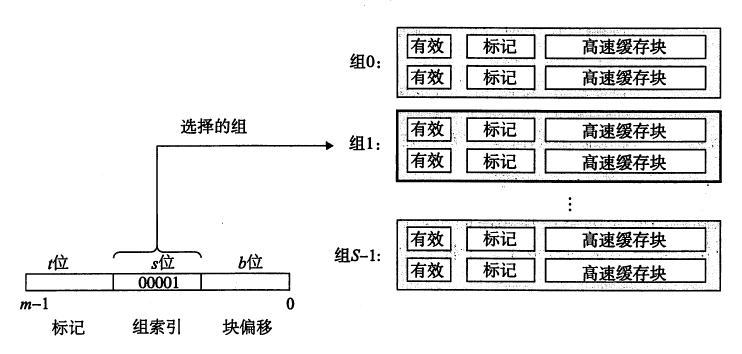 组0:
有效 标记 高速缓存块
有效 标记 高速缓存块
选择的组
组1:
有效 标记 高速缓存块
有效 标记 高速缓存块
⋮
组S-1:
有效 标记 高速缓存块
有效 标记 高速缓存块
t位 s位 b位
00001
m-1 0
标记 组索引 块偏移